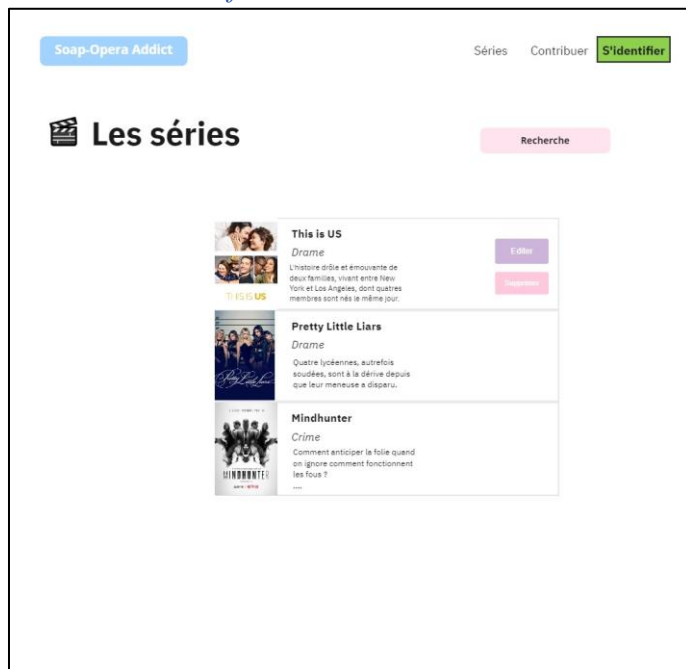 Soap-Opera Addict
Séries Contribuer S'identifier
Les séries
Recherche
This is US
Drame
L'histoire drôle et émouvante de
deux familles, vivant entre New
York et Los Angeles, dont quatres
membres sont nés le même jour.
Editer
Supprimer
THIS IS US
Pretty Little Liars
Drame
Quatre lycéennes, autrefois
soudées, sont à la dérive depuis
que leur meneuse a disparu.
Pretty Little Liars
Mindhunter
Crime
Comment anticiper la folie quand
on ignore comment fonctionnent
les fous ?
....
MINDHUNTER